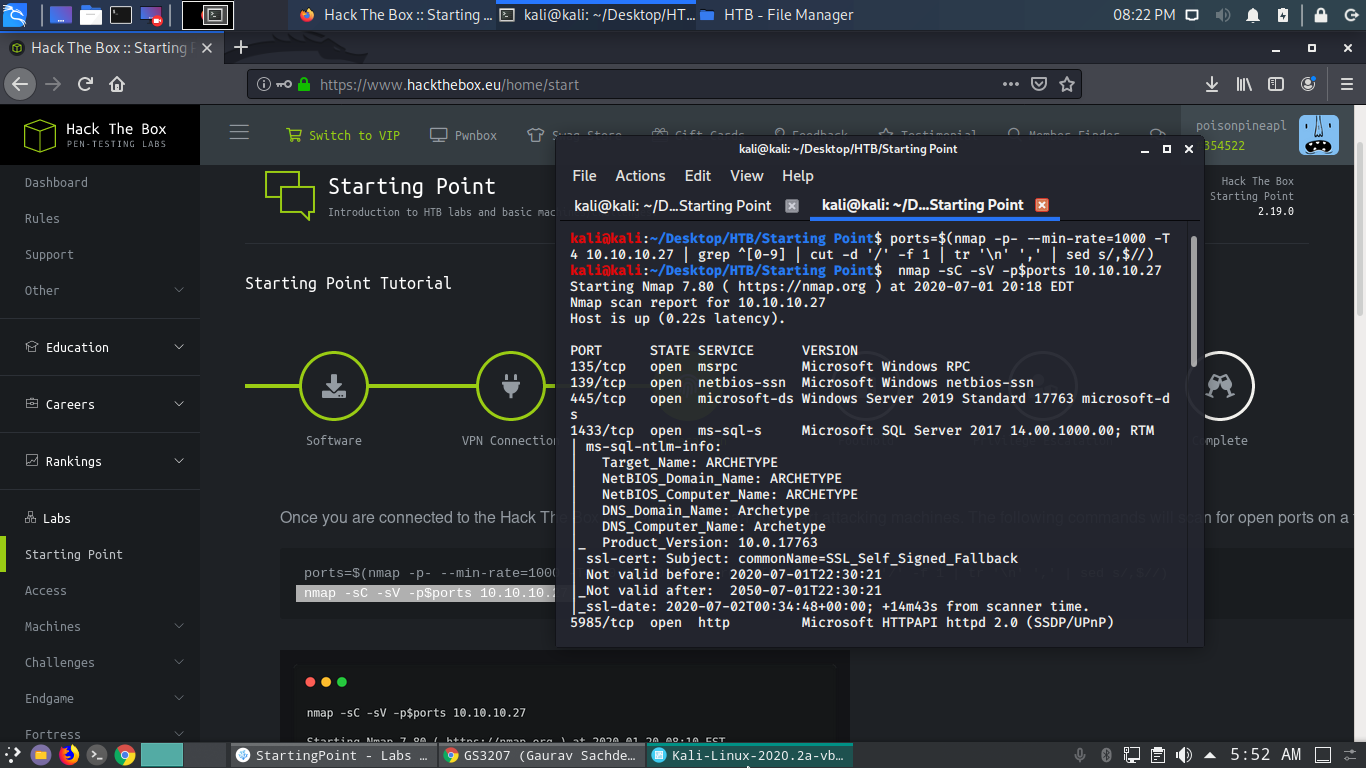 Hack The Box :: Starting ...
kali@kali: ~/Desktop/HT...
HTB - File Manager
08:22 PM
Hack The Box :: Starting
https://www.hackthebox.eu/home/start
Hack The Box
PEN-TESTING LABS
Switch to VIP
Pwnbox
Swag Store
Gift Cards
Feedback
Testimonial
Member Finder
poisonpineapl
354522
Dashboard
Rules
Support
Other
Education
Careers
Rankings
Labs
Starting Point
Access
Machines
Challenges
Endgame
Fortress
Starting Point
Introduction to HTB labs and basic mac
Hack The Box
Starting Point
2.19.0
Starting Point Tutorial
Software
VPN Connection
Complete
Once you are connected to the Hack The
attacking machines. The following commands will scan for open ports on a
ports=$(nmap -p- --min-rate=1000
nmap -sC -sV -p$ports 10.10.10.2
nmap -sC -sV -p$ports 10.10.10.27
Starting Nmap 7.80 ( https://nmap.org ) at 2020-01-20 08:10 EST
kali@kali: ~/Desktop/HTB/Starting Point
File Actions Edit View Help
kali@kali: ~/D...Starting Point
kali@kali: ~/D...Starting Point
kali@kali:~/Desktop/HTB/Starting Point$ ports=$(nmap -p- --min-rate=1000 -T
4 10.10.10.27 | grep ^[0-9] | cut -d '/' -f 1 | tr '\n' ',' | sed s/,$//)
kali@kali:~/Desktop/HTB/Starting Point$  nmap -sC -sV -p$ports 10.10.10.27
Starting Nmap 7.80 ( https://nmap.org ) at 2020-07-01 20:18 EDT
Nmap scan report for 10.10.10.27
Host is up (0.22s latency).
PORT     STATE SERVICE      VERSION
135/tcp  open  msrpc        Microsoft Windows RPC
139/tcp  open  netbios-ssn  Microsoft Windows netbios-ssn
445/tcp  open  microsoft-ds Windows Server 2019 Standard 17763 microsoft-d
s
1433/tcp open  ms-sql-s     Microsoft SQL Server 2017 14.00.1000.00; RTM
| ms-sql-ntlm-info:
|   Target_Name: ARCHETYPE
|   NetBIOS_Domain_Name: ARCHETYPE
|   NetBIOS_Computer_Name: ARCHETYPE
|   DNS_Domain_Name: Archetype
|   DNS_Computer_Name: Archetype
|_  Product_Version: 10.0.17763
| ssl-cert: Subject: commonName=SSL_Self_Signed_Fallback
| Not valid before: 2020-07-01T22:30:21
|_Not valid after:  2050-07-01T22:30:21
|_ssl-date: 2020-07-02T00:34:48+00:00; +14m43s from scanner time.
5985/tcp open  http         Microsoft HTTPAPI httpd 2.0 (SSDP/UPnP)
StartingPoint - Labs ...
GS3207 (Gaurav Sachde...
Kali-Linux-2020.2a-vb...
5:52 AM